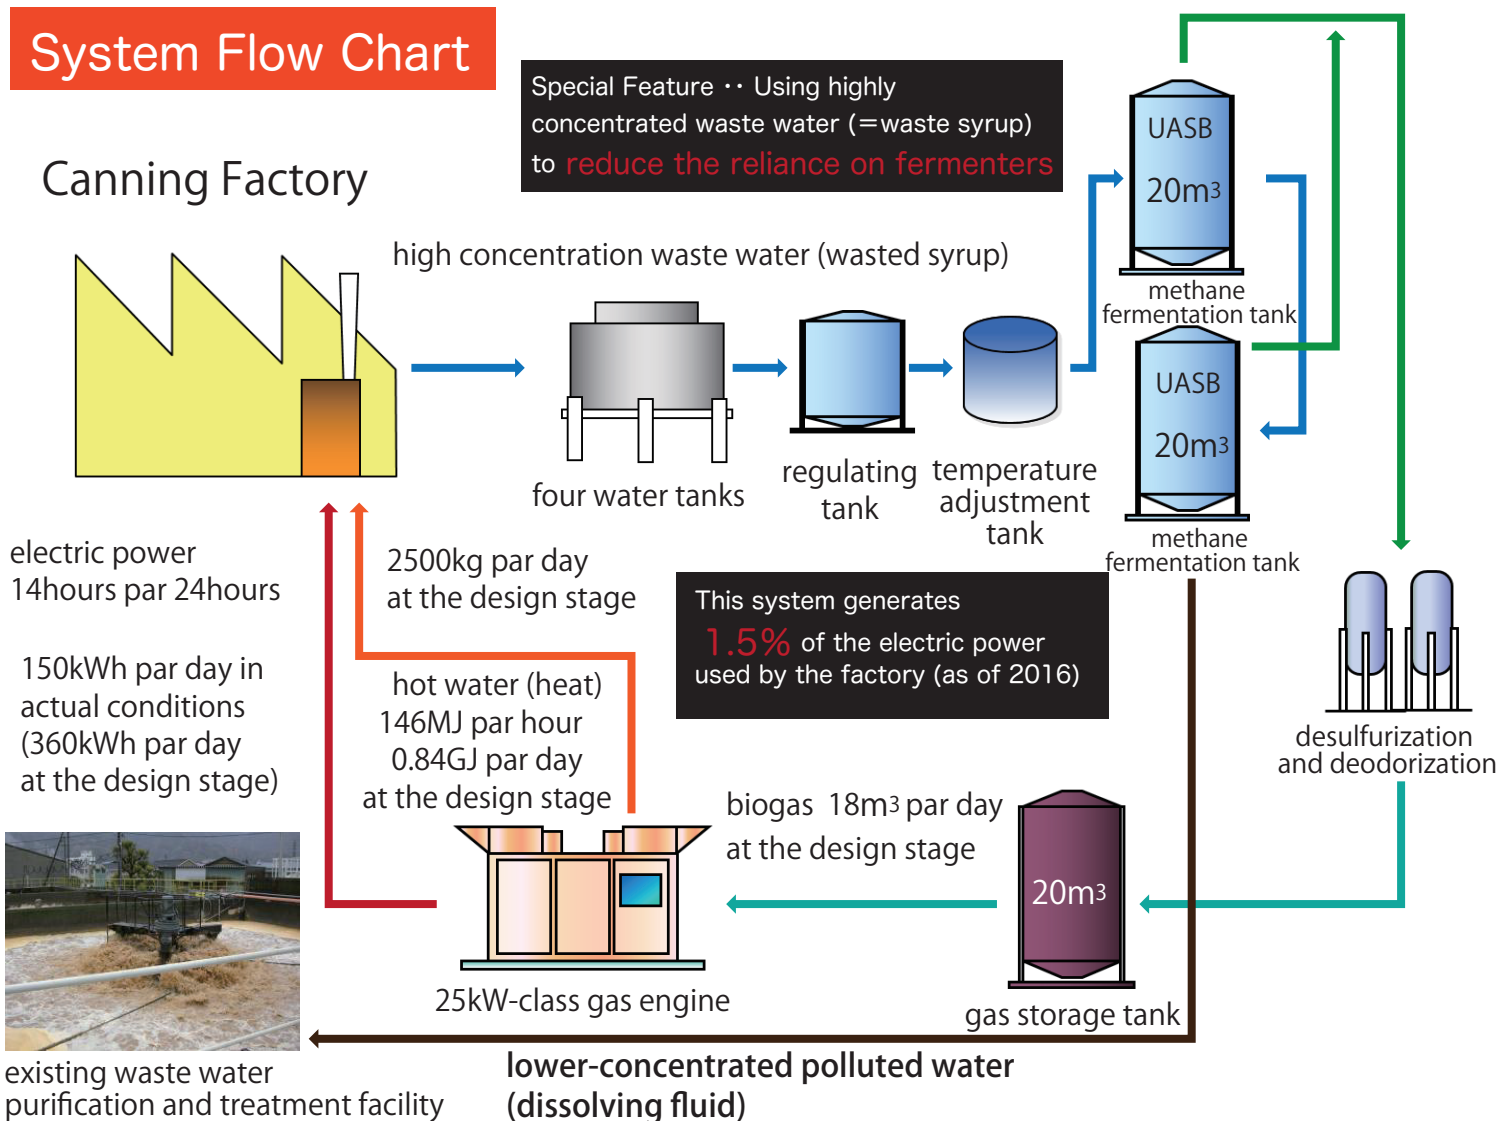 System Flow Chart
Special Feature ‥ Using highly
concentrated waste water (＝waste syrup)
to reduce the reliance on fermenters
Canning Factory
high concentration waste water (wasted syrup)
UASB
20m³
methane
fermentation tank
UASB
20m³
methane
fermentation tank
four water tanks
regulating
tank
temperature
adjustment
tank
electric power
14hours par 24hours
2500kg par day
at the design stage
This system generates
1.5% of the electric power
used by the factory (as of 2016)
150kWh par day in
actual conditions
(360kWh par day
at the design stage)
hot water (heat)
146MJ par hour
0.84GJ par day
at the design stage
desulfurization
and deodorization
biogas 18m³ par day
at the design stage
20m³
25kW-class gas engine
gas storage tank
existing waste water
purification and treatment facility
lower-concentrated polluted water
(dissolving fluid)